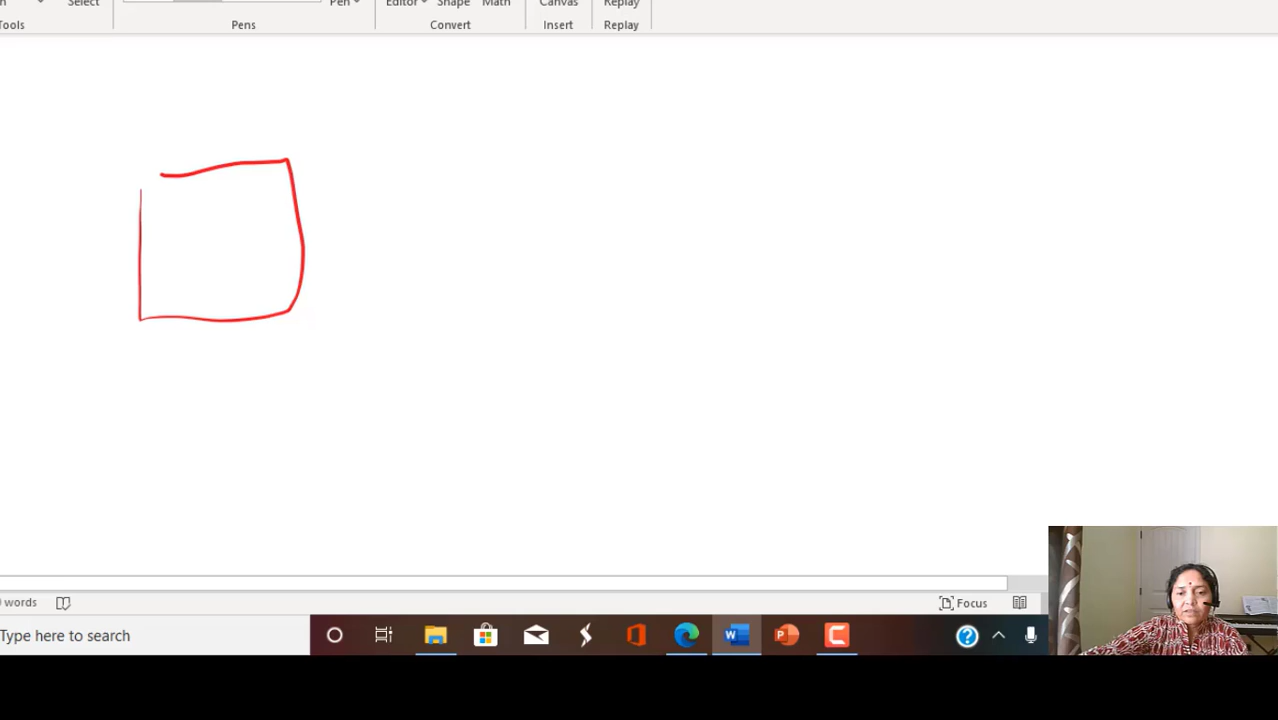 Select Pen Editor Shape Math Canvas Replay
Tools Pens Convert Insert Replay
words Focus
Type here to search